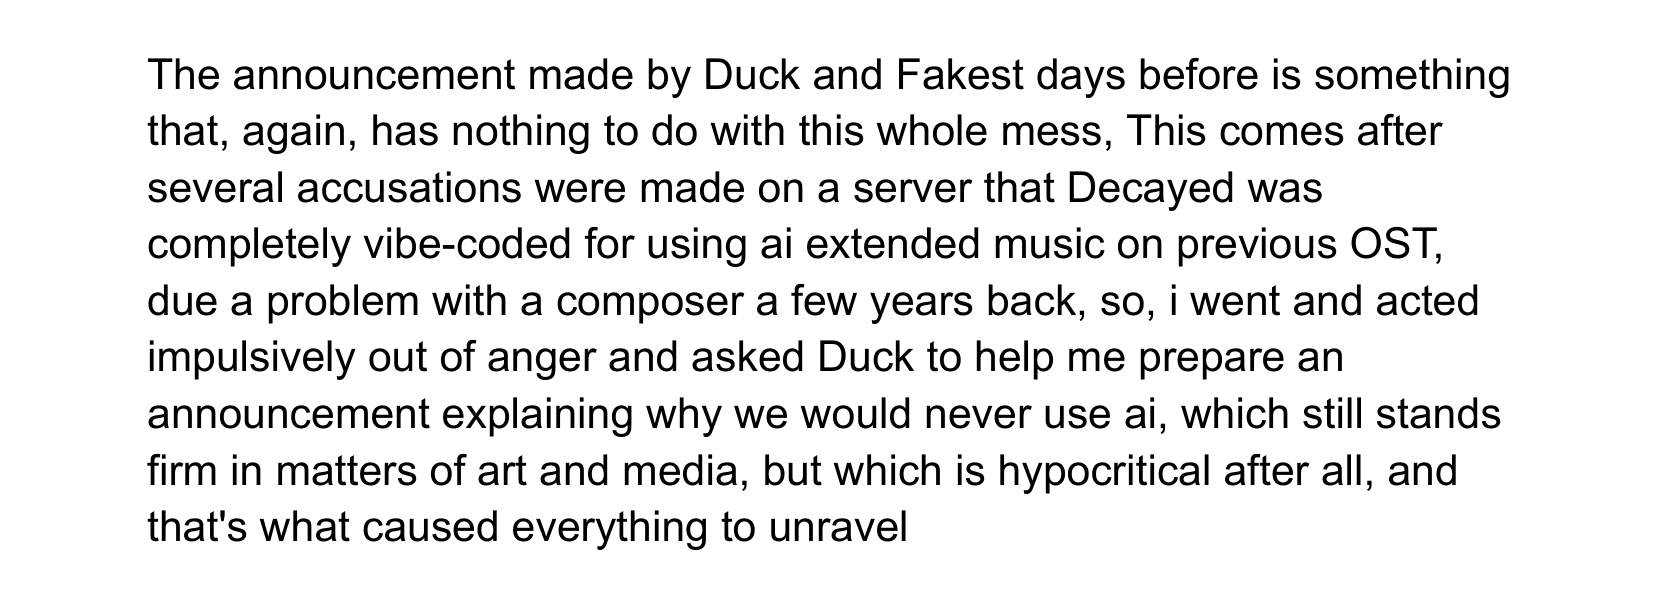 The announcement made by Duck and Fakest days before is something
that, again, has nothing to do with this whole mess, This comes after
several accusations were made on a server that Decayed was
completely vibe-coded for using ai extended music on previous OST,
due a problem with a composer a few years back, so, i went and acted
impulsively out of anger and asked Duck to help me prepare an
announcement explaining why we would never use ai, which still stands
firm in matters of art and media, but which is hypocritical after all, and
that's what caused everything to unravel